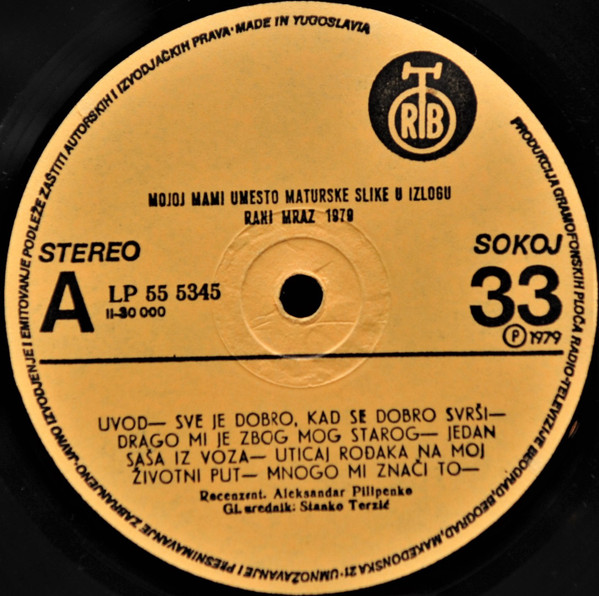 UMNOŽAVANJE I PRESNIMAVANJE ZABRANJENO·JAVNO IZVODJENJE I EMITOVANJE PODLEŽE ZAŠTITI AUTORSKIH I IZVODJAČKIH PRAVA·MADE IN YUGOSLAVIA
PRODUKCIJA GRAMOFONSKIH PLOČA RADIO-TELEVIZIJE BEOGRAD, BEOGRAD, MAKEDONSKA 21·
RTB
MOJOJ MAMI UMESTO MATURSKE SLIKE U IZLOGU
RANI MRAZ 1979
STEREO
SOKOJ
A
LP 55 5345
II-30 000
33
Ⓟ 1979
UVOD— SVE JE DOBRO, KAD SE DOBRO SVRŠI—
DRAGO MI JE ZBOG MOG STAROG— JEDAN
SAŠA IZ VOZA— UTICAJ ROĐAKA NA MOJ
ŽIVOTNI PUT— MNOGO MI ZNAČI TO—
Recenzent. Aleksandar Pilipenko
Gl. urednik: Stanko Terzić